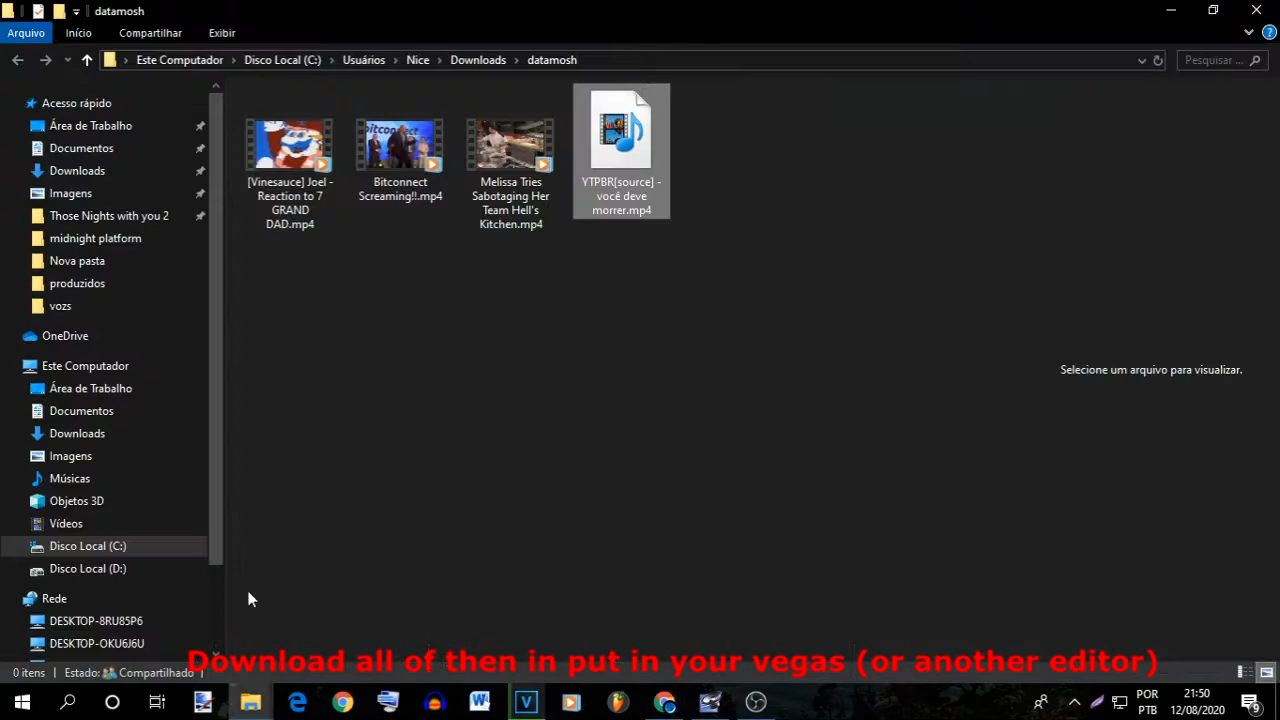 datamosh
Arquivo
Início
Compartilhar
Exibir
Este Computador
Disco Local (C:)
Usuários
Nice
Downloads
datamosh
Pesquisar ...
Acesso rápido
Área de Trabalho
Documentos
Downloads
Imagens
Those Nights with you 2
midnight platform
Nova pasta
produzidos
vozs
OneDrive
Este Computador
Área de Trabalho
Documentos
Downloads
Imagens
Músicas
Objetos 3D
Vídeos
Disco Local (C:)
Disco Local (D:)
Rede
DESKTOP-8RU85P6
DESKTOP-OKU6J6U
[Vinesauce] Joel -
Reaction to 7
GRAND
DAD.mp4
bitconnect
Bitconnect
Screaming!!.mp4
Melissa Tries
Sabotaging Her
Team Hell's
Kitchen.mp4
YTPBR[source] -
você deve
morrer.mp4
Selecione um arquivo para visualizar.
0 itens
Estado:
Compartilhado
Download all of then in put in your vegas (or another editor)
POR
PTB
21:50
12/08/2020
9